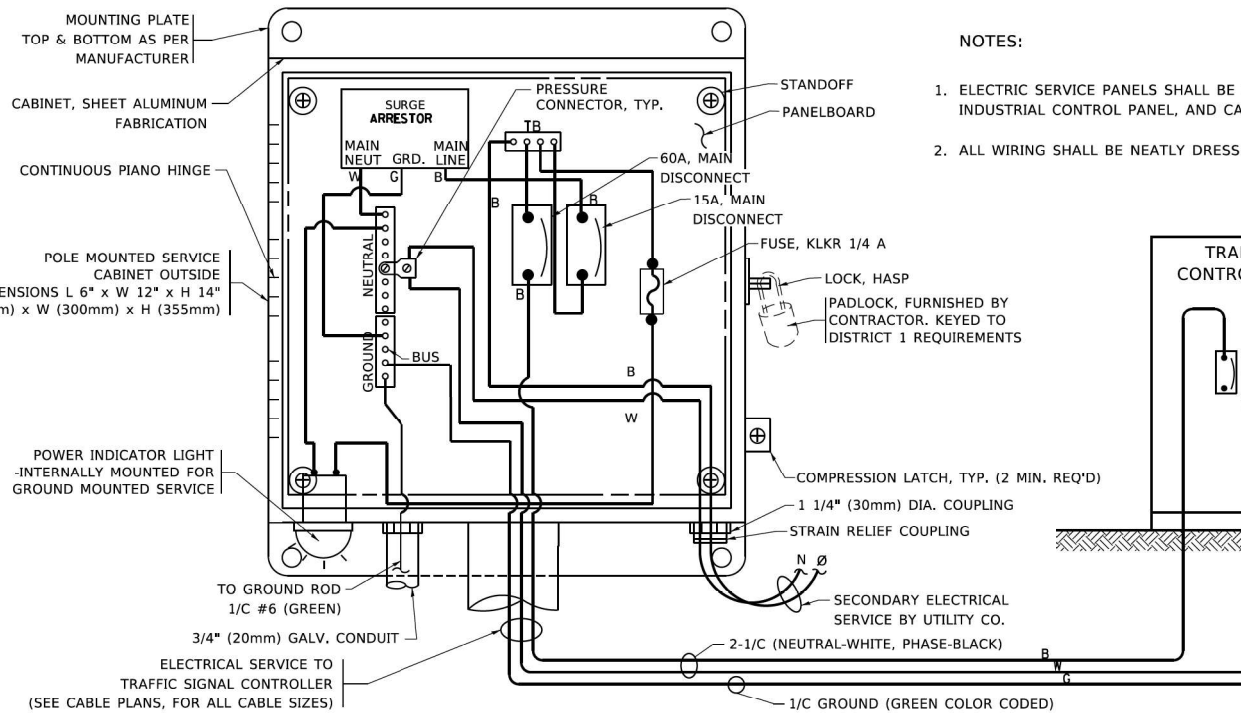 MOUNTING PLATE
TOP & BOTTOM AS PER
MANUFACTURER
CABINET, SHEET ALUMINUM
FABRICATION
CONTINUOUS PIANO HINGE
POLE MOUNTED SERVICE
CABINET OUTSIDE
ENSIONS L 6" x W 12" x H 14"
m) x W (300mm) x H (355mm)
POWER INDICATOR LIGHT
-INTERNALLY MOUNTED FOR
GROUND MOUNTED SERVICE
TO GROUND ROD
1/C #6 (GREEN)
3/4" (20mm) GALV. CONDUIT
ELECTRICAL SERVICE TO
TRAFFIC SIGNAL CONTROLLER
(SEE CABLE PLANS, FOR ALL CABLE SIZES)
SURGE
ARRESTOR
MAIN
NEUT
GRD.
MAIN
LINE
W
G
B
PRESSURE
CONNECTOR, TYP.
TB
60A, MAIN
DISCONNECT
15A, MAIN
DISCONNECT
B
B
B
NEUTRAL
GROUND
BUS
B
W
STANDOFF
PANELBOARD
FUSE, KLKR 1/4 A
LOCK, HASP
PADLOCK, FURNISHED BY
CONTRACTOR. KEYED TO
DISTRICT 1 REQUIREMENTS
COMPRESSION LATCH, TYP. (2 MIN. REQ'D)
1 1/4" (30mm) DIA. COUPLING
STRAIN RELIEF COUPLING
N Ø
SECONDARY ELECTRICAL
SERVICE BY UTILITY CO.
2-1/C (NEUTRAL-WHITE, PHASE-BLACK)
B
W
G
1/C GROUND (GREEN COLOR CODED)
NOTES:
1. ELECTRIC SERVICE PANELS SHALL BE
INDUSTRIAL CONTROL PANEL, AND CA
2. ALL WIRING SHALL BE NEATLY DRESS
TRA
CONTRO